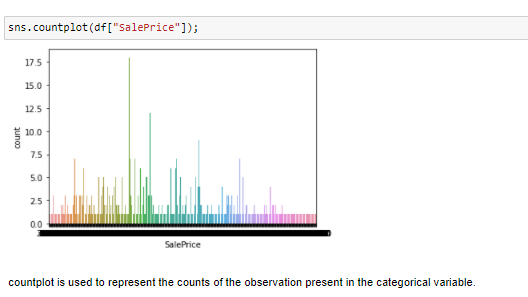 sns.countplot(df["SalePrice"]);
17.5
15.0
12.5
10.0
7.5
5.0
2.5
0.0
count
SalePrice
countplot is used to represent the counts of the observation present in the categorical variable.